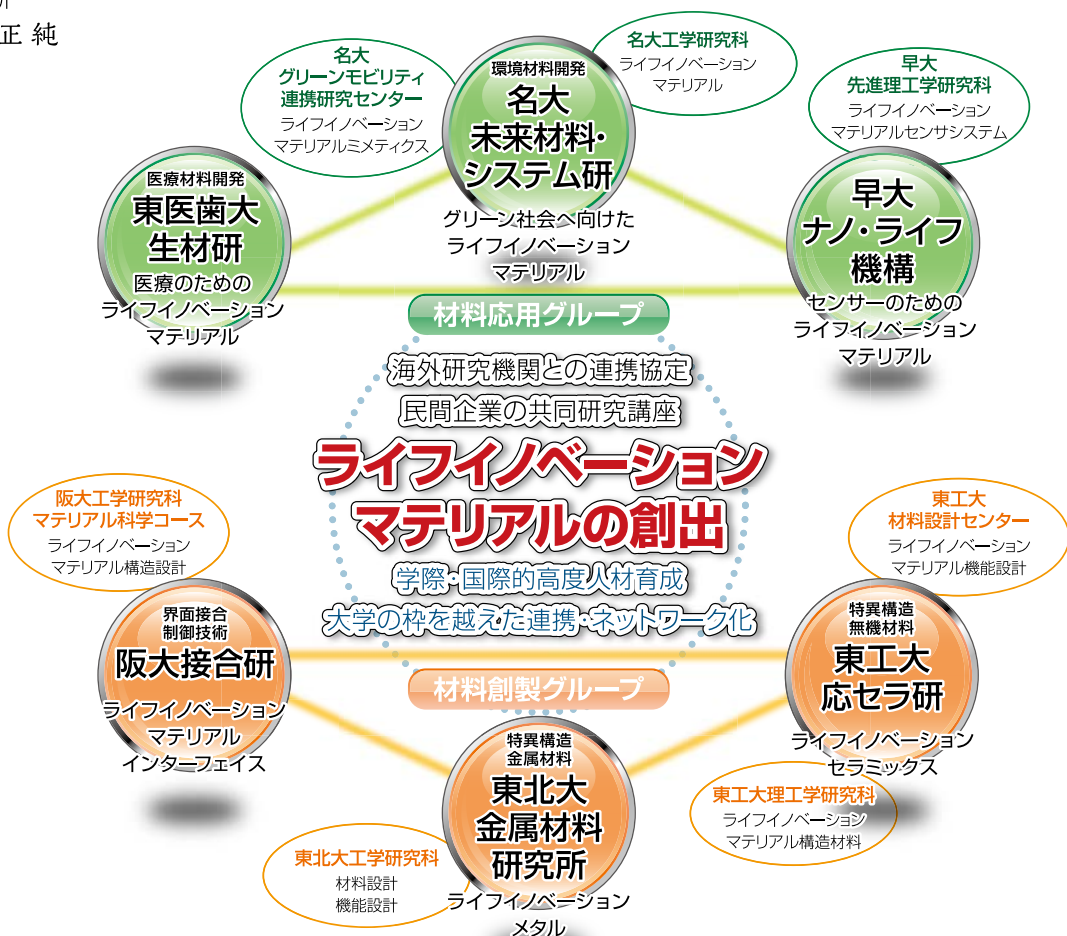 正 純
名大
グリーンモビリティ
連携研究センター
ライフイノベーション
マテリアルミメティクス
環境材料開発
名大
未来材料・
システム研
グリーン社会へ向けた
ライフイノベーション
マテリアル
名大工学研究科
ライフイノベーション
マテリアル
早大
先進理工学研究科
ライフイノベーション
マテリアルセンサシステム
医療材料開発
東医歯大
生材研
医療のための
ライフイノベーション
マテリアル
早大
ナノ・ライフ
機構
センサーのための
ライフイノベーション
マテリアル
材料応用グループ
海外研究機関との連携協定
民間企業の共同研究講座
ライフイノベーション
マテリアルの創出
学際・国際的高度人材育成
大学の枠を越えた連携・ネットワーク化
材料創製グループ
阪大工学研究科
マテリアル科学コース
ライフイノベーション
マテリアル構造設計
界面接合
制御技術
阪大接合研
ライフイノベーション
マテリアル
インターフェイス
東工大
材料設計センター
ライフイノベーション
マテリアル機能設計
特異構造
無機材料
東工大
応セラ研
ライフイノベーション
セラミックス
東工大理工学研究科
ライフイノベーション
マテリアル構造材料
特異構造
金属材料
東北大
金属材料
研究所
ライフイノベーション
メタル
東北大工学研究科
材料設計
機能設計